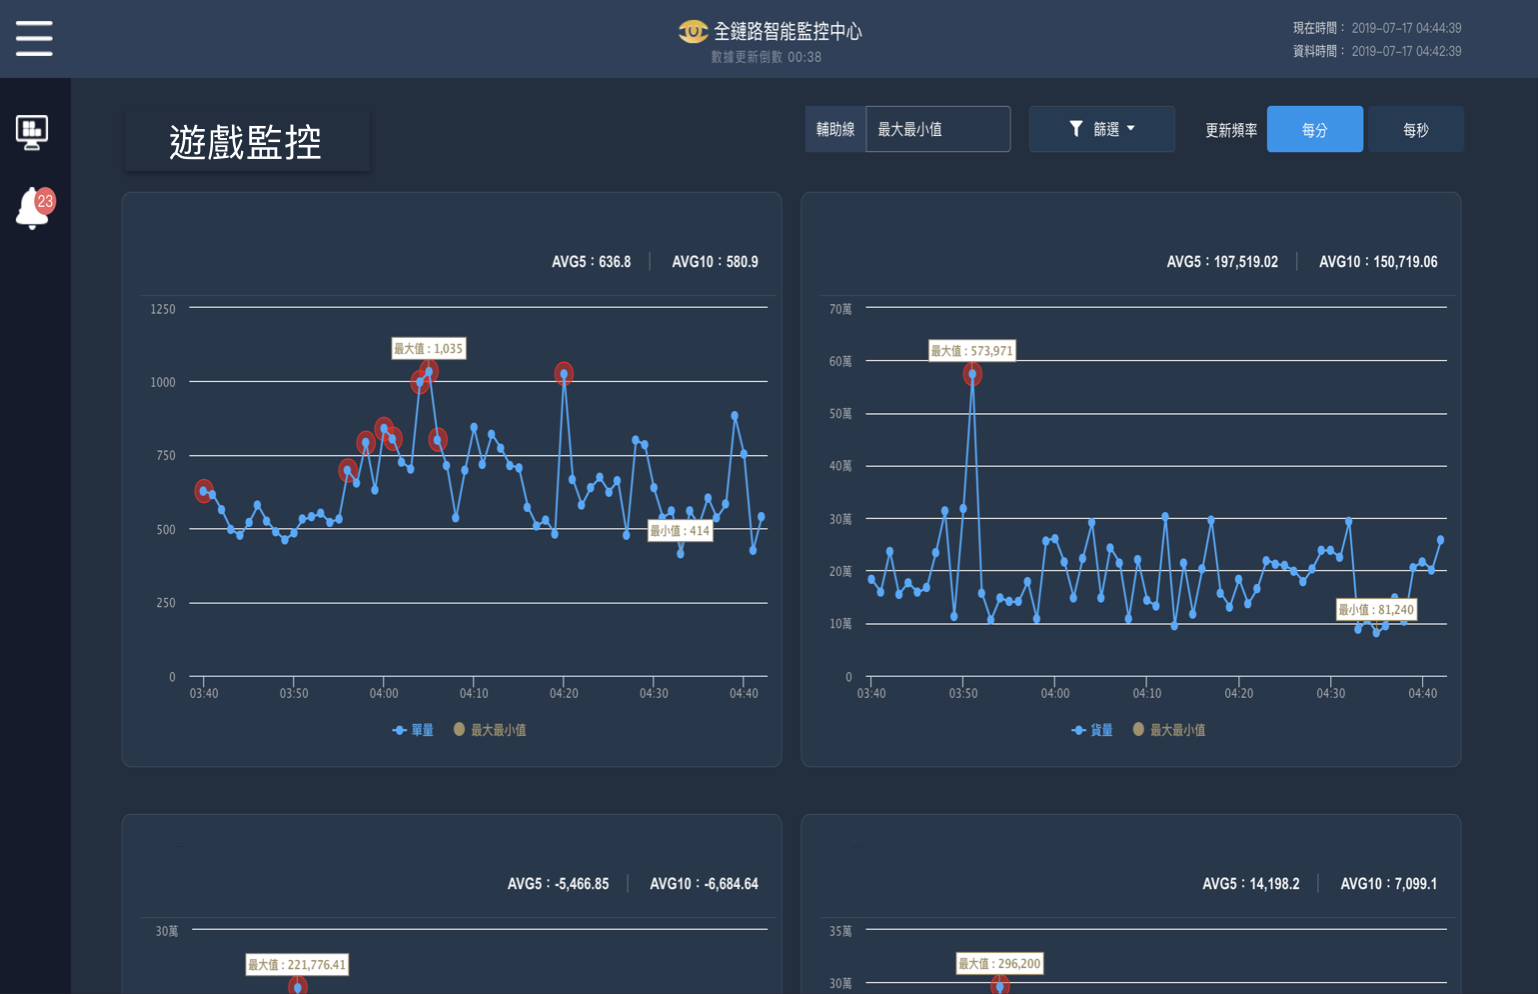 全鏈路智能監控中心
數據更新倒數 00:38
現在時間： 2019-07-17 04:44:39
資料時間： 2019-07-17 04:42:39
23
遊戲監控
輔助線 最大最小值 篩選 更新頻率 每分 每秒
AVG5：636.8 AVG10：580.9
1250
1000
750
500
250
0
最大值 : 1,035
最小值 : 414
03:40 03:50 04:00 04:10 04:20 04:30 04:40
單量 最大最小值
AVG5：197,519.02 AVG10：150,719.06
70萬
60萬
50萬
40萬
30萬
20萬
10萬
0
最大值 : 573,971
最小值 : 81,240
03:40 03:50 04:00 04:10 04:20 04:30 04:40
貨量 最大最小值
AVG5：-5,466.85 AVG10：-6,684.64
30萬
最大值 : 221,776.41
AVG5：14,198.2 AVG10：7,099.1
35萬
30萬
最大值 : 296,200